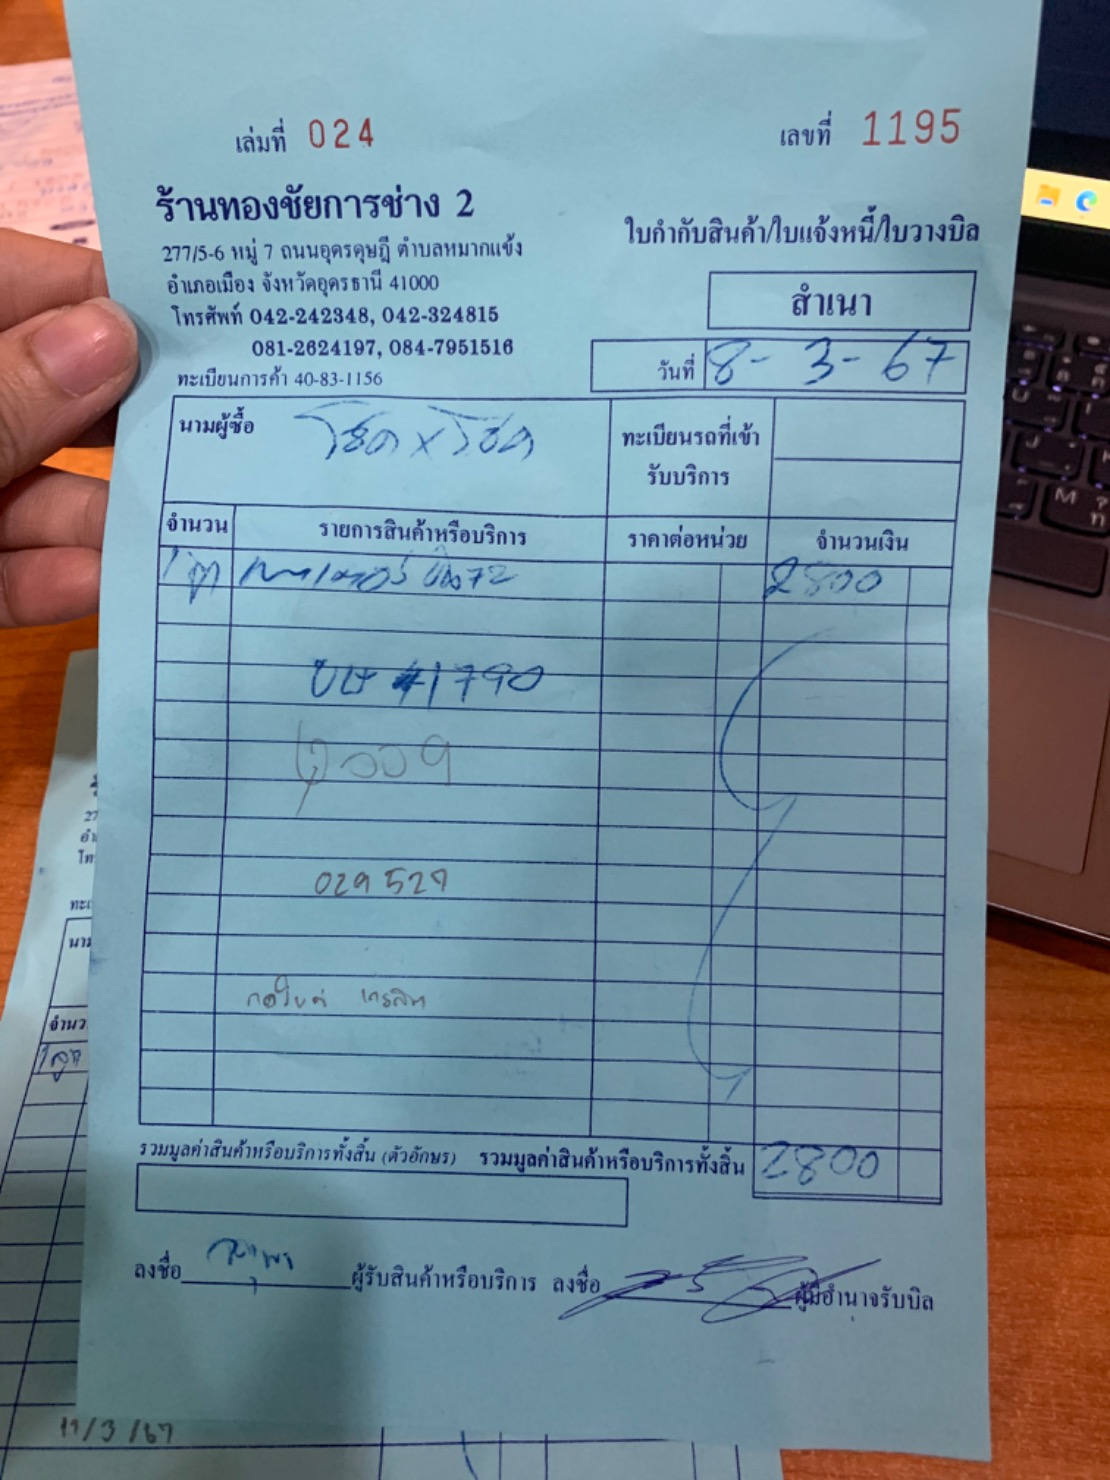 เล่มที่ 024
เลขที่ 1195
ร้านทองชัยการช่าง 2
277/5-6 หมู่ 7 ถนนอุดรดุษฎี ตำบลหมากแข้ง
อำเภอเมือง จังหวัดอุดรธานี 41000
โทรศัพท์ 042-242348, 042-324815
081-2624197, 084-7951516
ทะเบียนการค้า 40-83-1156
ใบกำกับสินค้า/ใบแจ้งหนี้/ใบวางบิล
สำเนา
วันที่ 8-3-67
นามผู้ซื้อ โชค x โชค
ทะเบียนรถที่เข้า
รับบริการ
จำนวน รายการสินค้าหรือบริการ ราคาต่อหน่วย จำนวนเงิน
2800
#1790
029527
รวมมูลค่าสินค้าหรือบริการทั้งสิ้น (ตัวอักษร) รวมมูลค่าสินค้าหรือบริการทั้งสิ้น 2800
ลงชื่อ ผู้รับสินค้าหรือบริการ ลงชื่อ ผู้มีอำนาจรับบิล
11/3/67